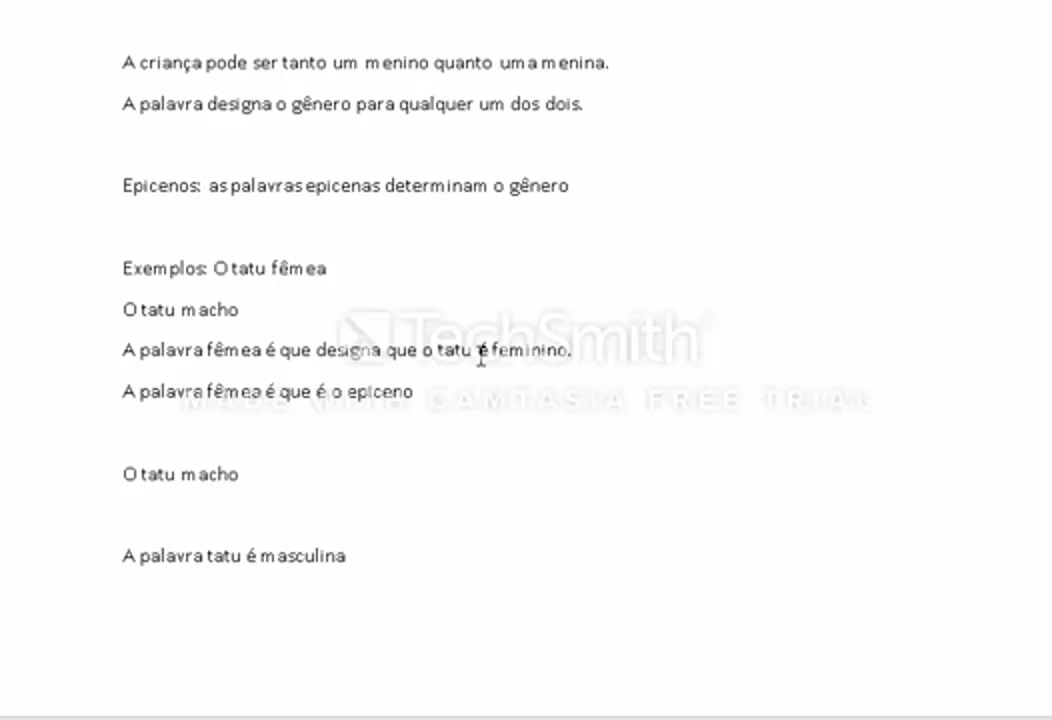 A criança pode ser tanto um menino quanto uma menina.
A palavra designa o gênero para qualquer um dos dois.
Epicenos: as palavras epicenas determinam o gênero
Exemplos: O tatu fêmea
O tatu macho
TechSmith
A palavra fêmea é que designa que o tatu é feminino.
A palavra fêmea é que é o epiceno
MADE WITH CAMTASIA FREE TRIAL
O tatu macho
A palavra tatu é masculina